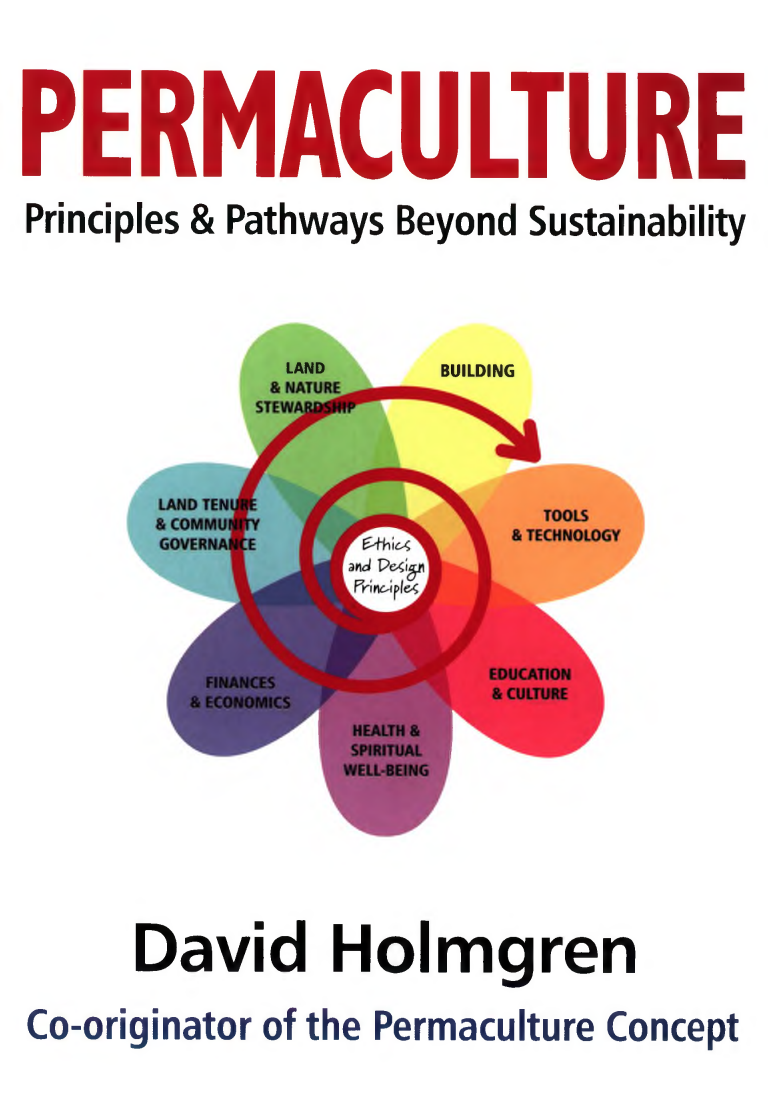 PERMACULTURE
Principles & Pathways Beyond Sustainability
LAND
& NATURE
STEWARDSHIP
BUILDING
LAND TENURE
& COMMUNITY
GOVERNANCE
TOOLS
& TECHNOLOGY
Ethics
and Design
Principles
FINANCES
& ECONOMICS
EDUCATION
& CULTURE
HEALTH &
SPIRITUAL
WELL-BEING
David Holmgren
Co-originator of the Permaculture Concept